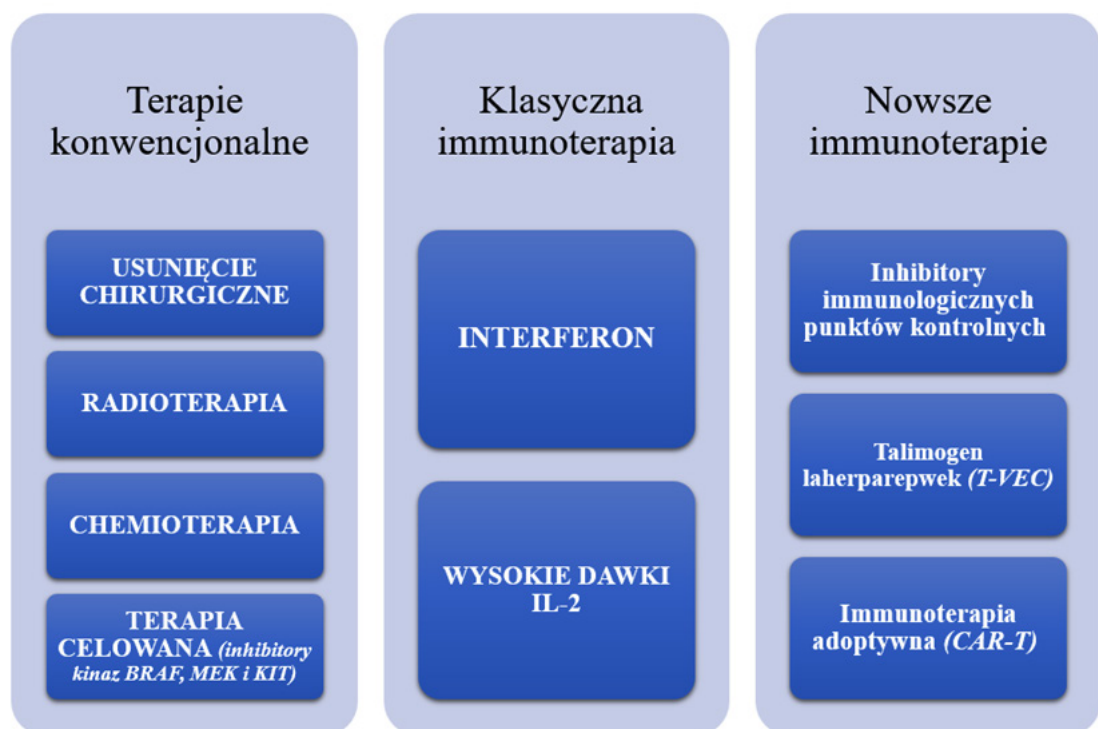 Terapie
konwencjonalne
USUNIĘCIE
CHIRURGICZNE
RADIOTERAPIA
CHEMIOTERAPIA
TERAPIA
CELOWANA (inhibitory
kinaz BRAF, MEK i KIT)
Klasyczna
immunoterapia
INTERFERON
WYSOKIE DAWKI
IL-2
Nowsze
immunoterapie
Inhibitory
immunologicznych
punktów kontrolnych
Talimogen
laherparepwek (T-VEC)
Immunoterapia
adoptywna (CAR-T)